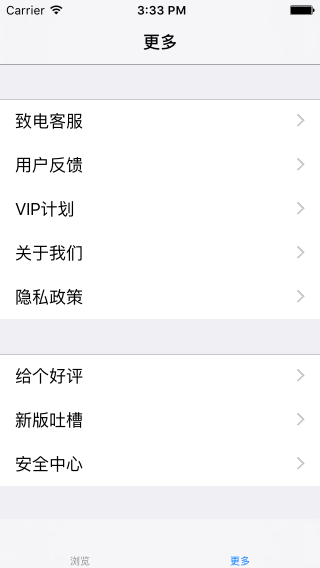 Carrier 3:33 PM
更多
致电客服
用户反馈
VIP计划
关于我们
隐私政策
给个好评
新版吐槽
安全中心
浏览 更多